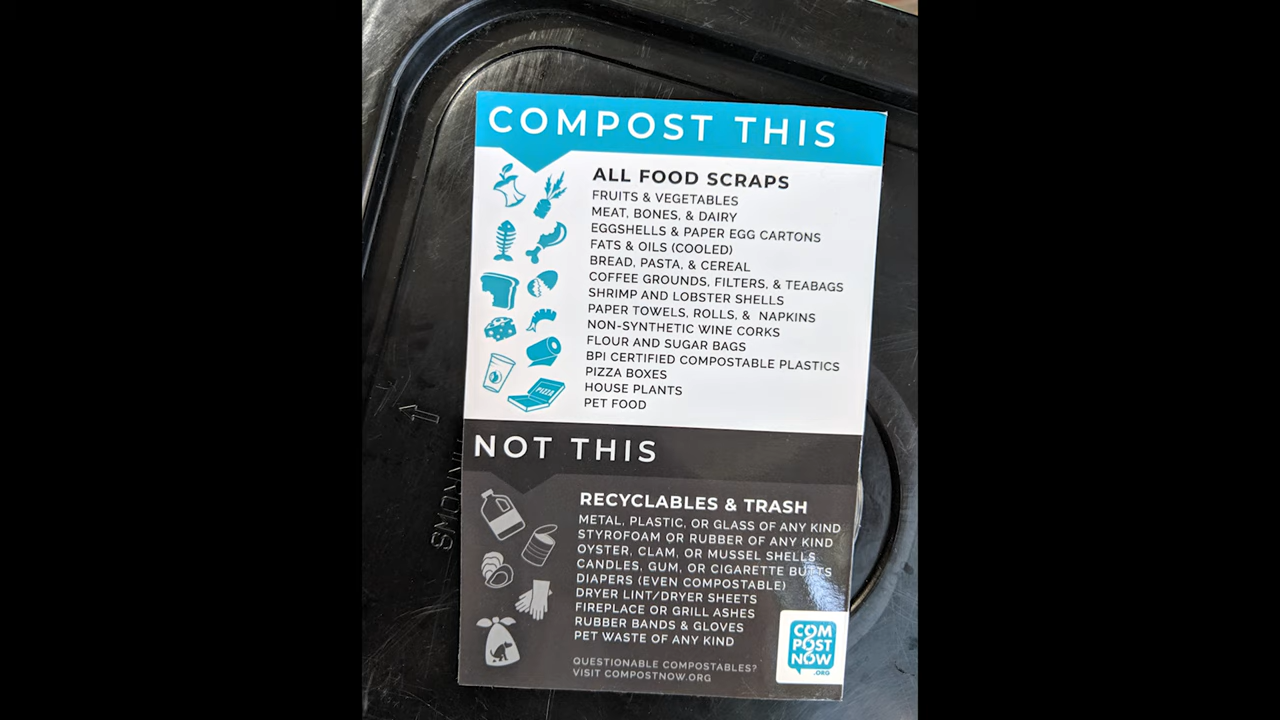 COMPOST THIS
ALL FOOD SCRAPS
FRUITS & VEGETABLES
MEAT, BONES, & DAIRY
EGGSHELLS & PAPER EGG CARTONS
FATS & OILS (COOLED)
BREAD, PASTA, & CEREAL
COFFEE GROUNDS, FILTERS, & TEABAGS
SHRIMP AND LOBSTER SHELLS
PAPER TOWELS, ROLLS, & NAPKINS
NON-SYNTHETIC WINE CORKS
FLOUR AND SUGAR BAGS
BPI CERTIFIED COMPOSTABLE PLASTICS
PIZZA BOXES
HOUSE PLANTS
PET FOOD
PIZZA
NOT THIS
RECYCLABLES & TRASH
METAL, PLASTIC, OR GLASS OF ANY KIND
STYROFOAM OR RUBBER OF ANY KIND
OYSTER, CLAM, OR MUSSEL SHELLS
CANDLES, GUM, OR CIGARETTE BUTTS
DIAPERS (EVEN COMPOSTABLE)
DRYER LINT/DRYER SHEETS
FIREPLACE OR GRILL ASHES
RUBBER BANDS & GLOVES
PET WASTE OF ANY KIND
QUESTIONABLE COMPOSTABLES?
VISIT COMPOSTNOW.ORG
COM
POST
NOW
.ORG